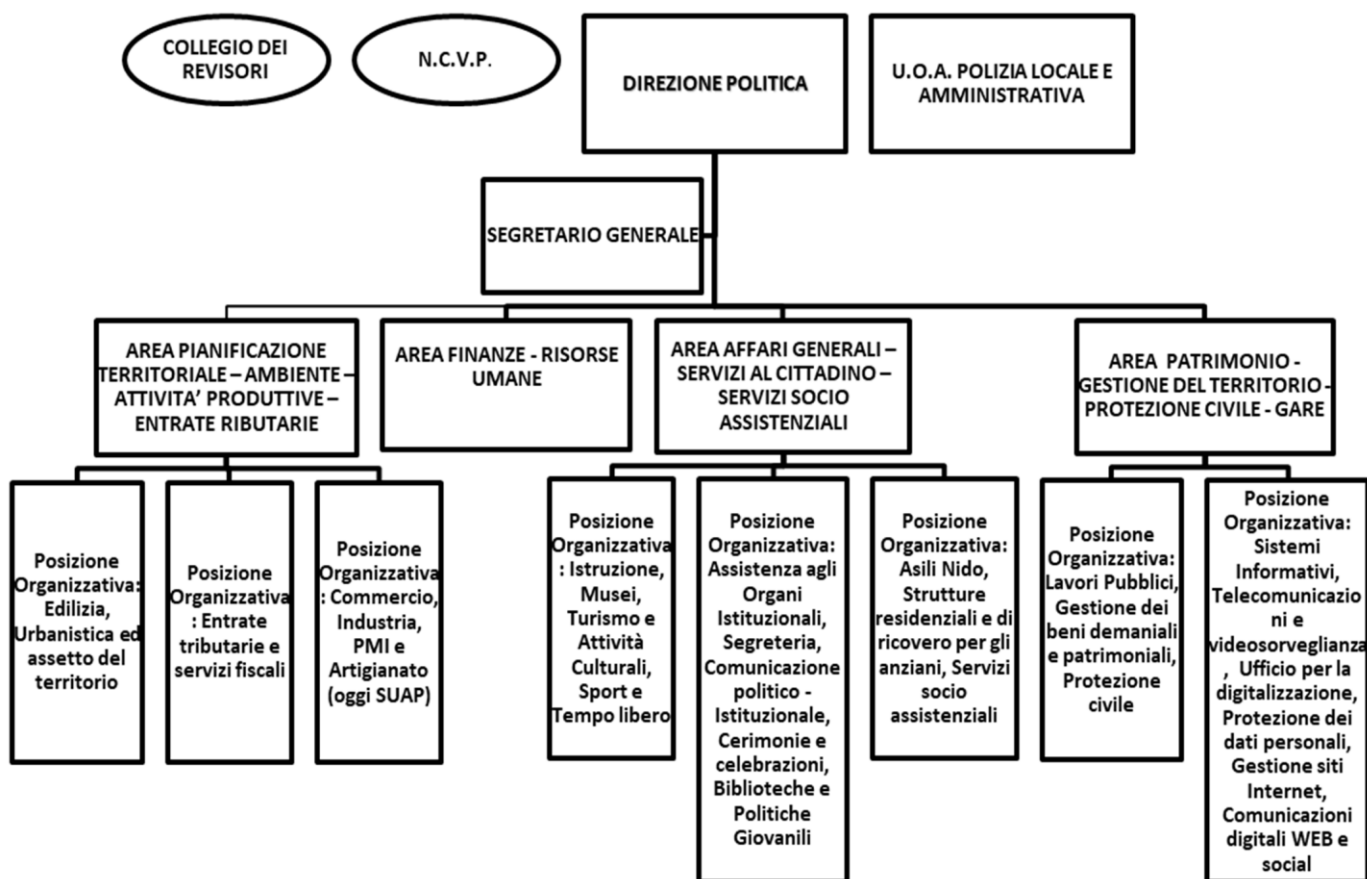 COLLEGIO DEI
REVISORI
N.C.V.P.
DIREZIONE POLITICA
U.O.A. POLIZIA LOCALE E
AMMINISTRATIVA
SEGRETARIO GENERALE
AREA PIANIFICAZIONE
TERRITORIALE – AMBIENTE –
ATTIVITA’ PRODUTTIVE –
ENTRATE RIBUTARIE
AREA FINANZE - RISORSE
UMANE
AREA AFFARI GENERALI –
SERVIZI AL CITTADINO –
SERVIZI SOCIO
ASSISTENZIALI
AREA PATRIMONIO -
GESTIONE DEL TERRITORIO -
PROTEZIONE CIVILE - GARE
Posizione
Organizzativa:
Edilizia,
Urbanistica ed
assetto del
territorio
Posizione
Organizzativa
: Entrate
tributarie e
servizi fiscali
Posizione
Organizzativa
: Commercio,
Industria,
PMI e
Artigianato
(oggi SUAP)
Posizione
Organizzativa
: Istruzione,
Musei,
Turismo e
Attività
Culturali,
Sport e
Tempo libero
Posizione
Organizzativa:
Assistenza agli
Organi
Istituzionali,
Segreteria,
Comunicazione
politico -
Istituzionale,
Cerimonie e
celebrazioni,
Biblioteche e
Politiche
Giovanili
Posizione
Organizzativa:
Asili Nido,
Strutture
residenziali e di
ricovero per gli
anziani, Servizi
socio
assistenziali
Posizione
Organizzativa:
Lavori Pubblici,
Gestione dei
beni demaniali
e patrimoniali,
Protezione
civile
Posizione
Organizzativa:
Sistemi
Informativi,
Telecomunicazio
ni e
videosorveglianza
, Ufficio per la
digitalizzazione,
Protezione dei
dati personali,
Gestione siti
Internet,
Comunicazioni
digitali WEB e
social